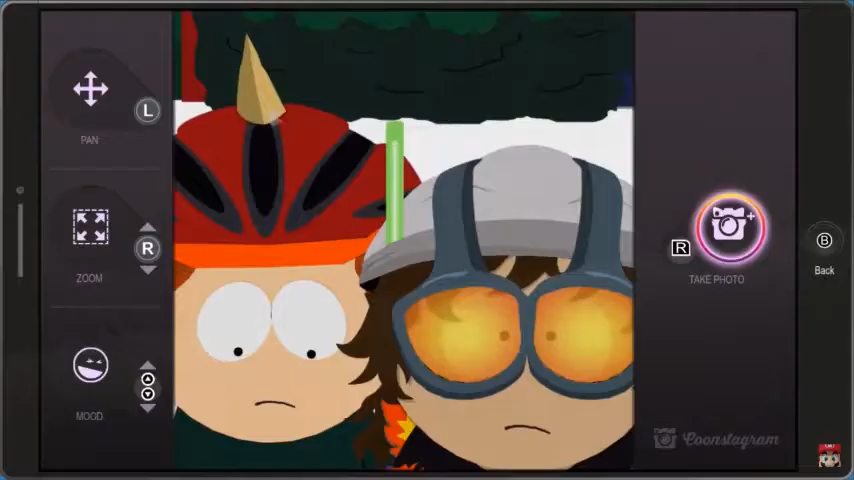 L
PAN
R
ZOOM
MOOD
R
TAKE PHOTO
B
Back
Coonstagram